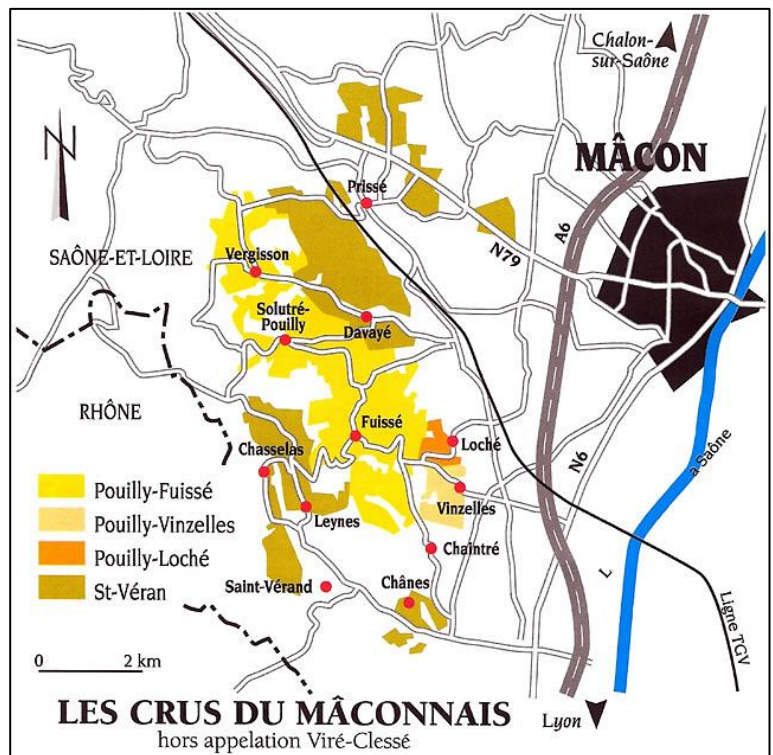 Chalon-
sur-Saône
N
MÂCON
Prissé
A6
N79
SAÔNE-ET-LOIRE
Vergisson
Solutré-
Pouilly
Davayé
RHÔNE
Fuissé
Loché
a-Saône
N6
Chasselas
Pouilly-Fuissé
Pouilly-Vinzelles
Pouilly-Loché
St-Véran
Vinzelles
Leynes
Chaintré
Saint-Vérand
Chânes
L
Ligne TGV
0 2 km
LES CRUS DU MÂCONNAIS
hors appelation Viré-Clessé
Lyon